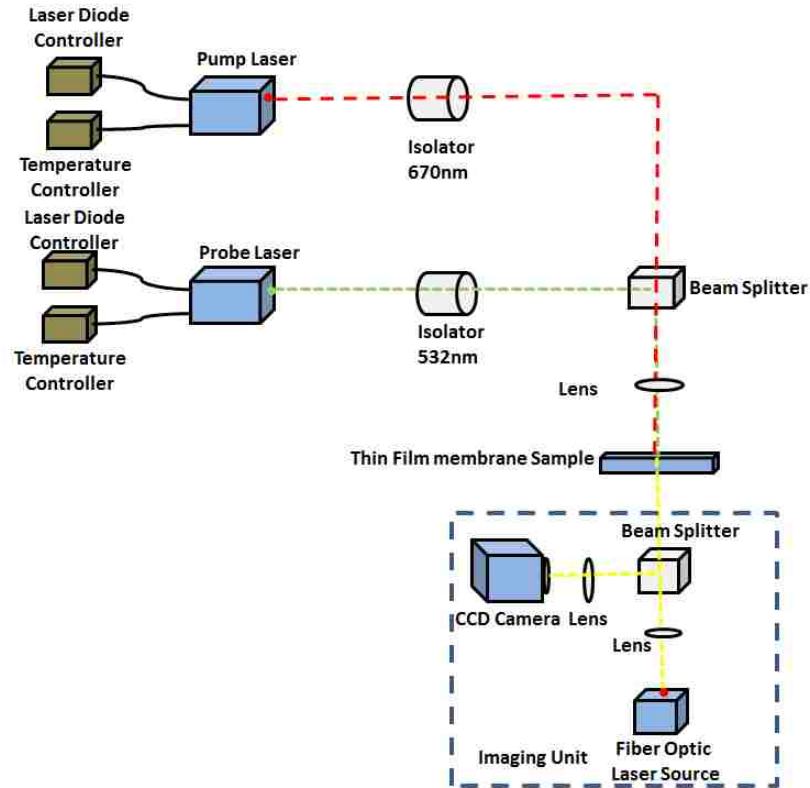 Laser Diode
Controller
Pump Laser
Isolator
670nm
Temperature
Controller
Laser Diode
Controller
Probe Laser
Beam Splitter
Isolator
532nm
Temperature
Controller
Lens
Thin Film membrane Sample
Beam Splitter
CCD Camera
Lens
Lens
Fiber Optic
Laser Source
Imaging Unit